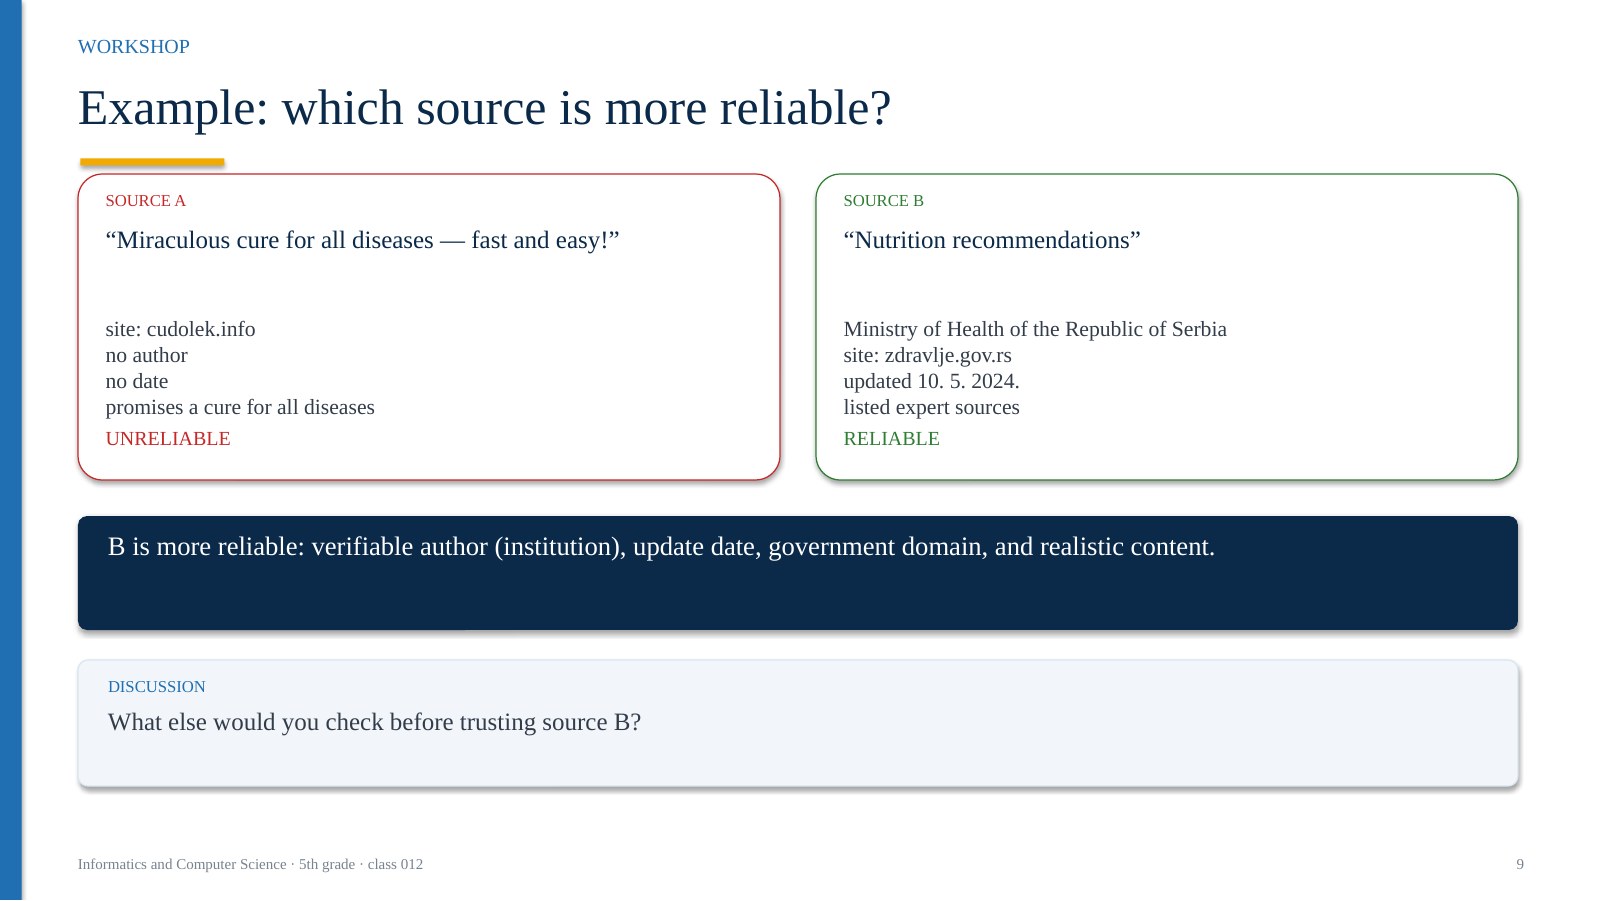 WORKSHOP
Example: which source is more reliable?
SOURCE A
“Miraculous cure for all diseases — fast and easy!”
site: cudolek.info
no author
no date
promises a cure for all diseases
UNRELIABLE
SOURCE B
“Nutrition recommendations”
Ministry of Health of the Republic of Serbia
site: zdravlje.gov.rs
updated 10. 5. 2024.
listed expert sources
RELIABLE
B is more reliable: verifiable author (institution), update date, government domain, and realistic content.
DISCUSSION
What else would you check before trusting source B?
Informatics and Computer Science · 5th grade · class 012
9